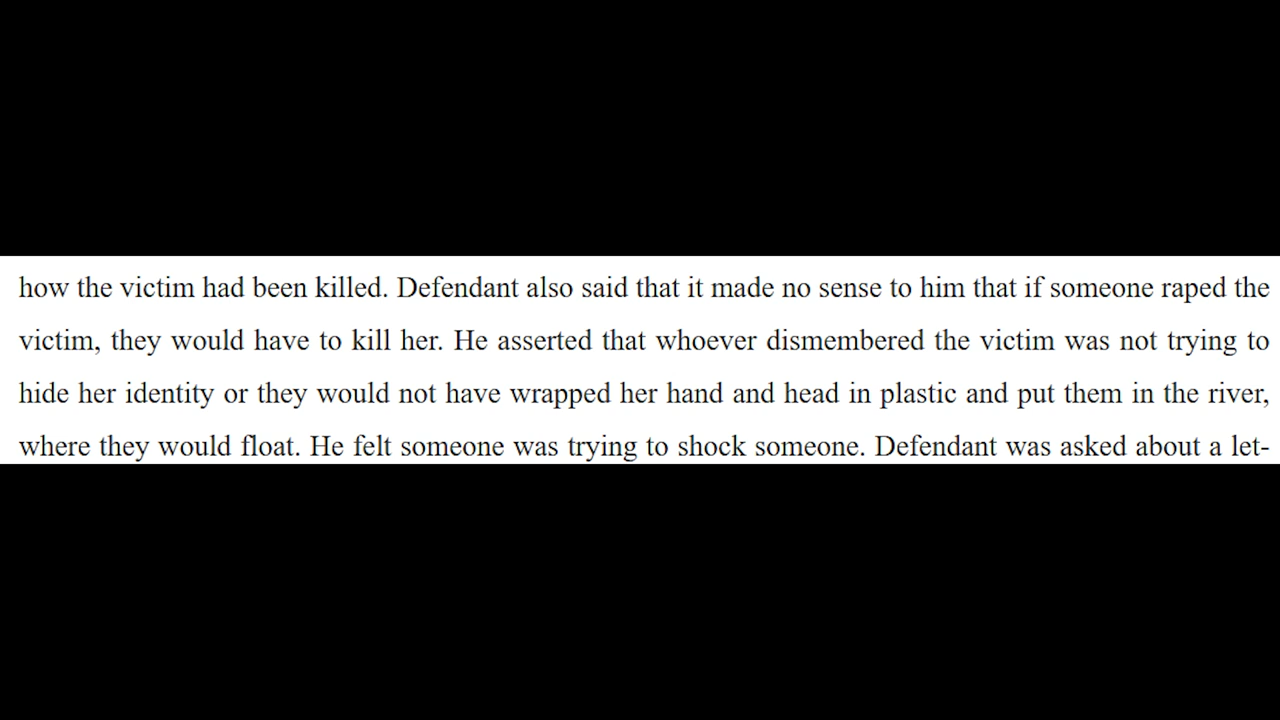 how the victim had been killed. Defendant also said that it made no sense to him that if someone raped the
victim, they would have to kill her. He asserted that whoever dismembered the victim was not trying to
hide her identity or they would not have wrapped her hand and head in plastic and put them in the river,
where they would float. He felt someone was trying to shock someone. Defendant was asked about a let-